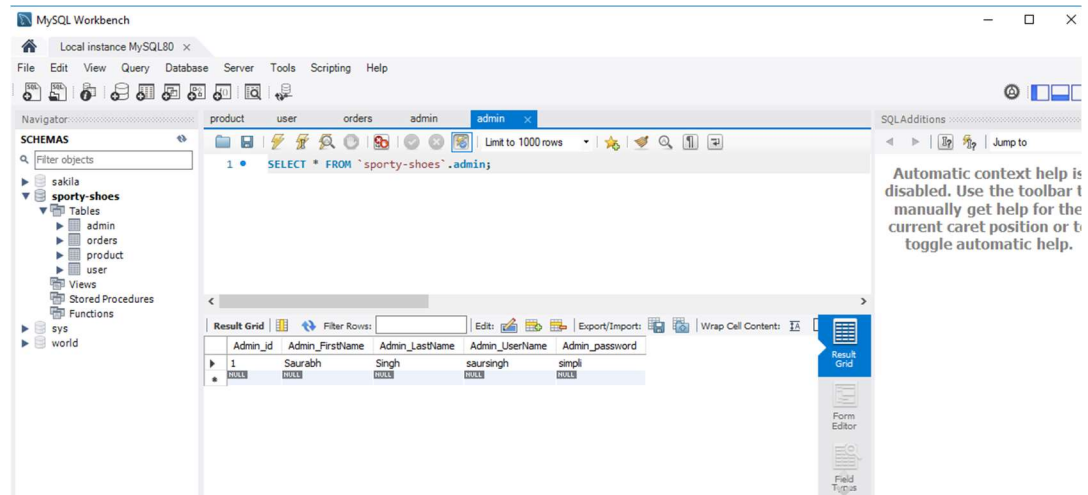 MySQL Workbench
Local instance MySQL80
File Edit View Query Database Server Tools Scripting Help
Navigator
SCHEMAS
Filter objects
sakila
sporty-shoes
Tables
admin
orders
product
user
Views
Stored Procedures
Functions
sys
world
product user orders admin admin
Limit to 1000 rows
1 SELECT * FROM `sporty-shoes`.admin;
Result Grid Filter Rows: Edit: Export/Import: Wrap Cell Content:
Admin_id Admin_FirstName Admin_LastName Admin_UserName Admin_password
1 Saurabh Singh saursingh simpli
NULL NULL NULL NULL NULL
Result
Grid
Form
Editor
Field
Types
SQLAdditions
Jump to
Automatic context help is
disabled. Use the toolbar t
manually get help for the
current caret position or to
toggle automatic help.